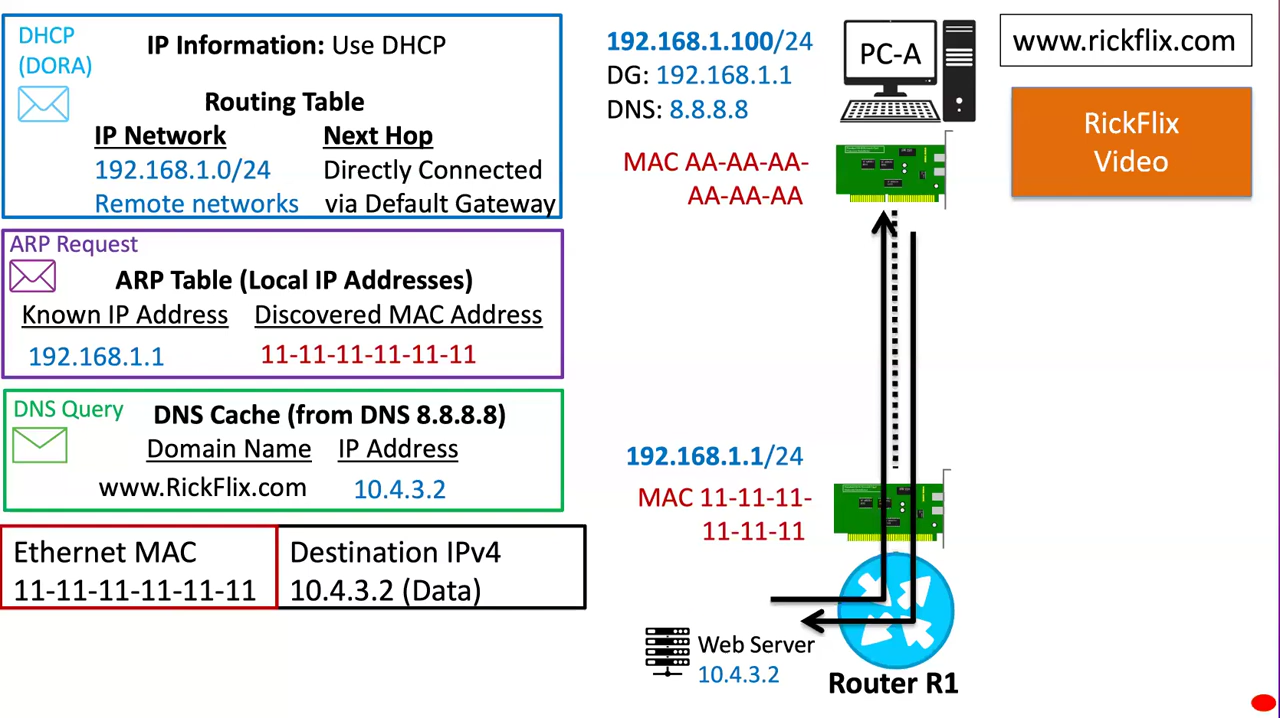 DHCP
(DORA)
IP Information: Use DHCP
Routing Table
IP Network Next Hop
192.168.1.0/24 Directly Connected
Remote networks via Default Gateway
ARP Request
ARP Table (Local IP Addresses)
Known IP Address Discovered MAC Address
192.168.1.1 11-11-11-11-11-11
DNS Query
DNS Cache (from DNS 8.8.8.8)
Domain Name IP Address
www.RickFlix.com 10.4.3.2
Ethernet MAC
11-11-11-11-11-11
Destination IPv4
10.4.3.2 (Data)
192.168.1.100/24
DG: 192.168.1.1
DNS: 8.8.8.8
PC-A
MAC AA-AA-AA-
AA-AA-AA
192.168.1.1/24
MAC 11-11-11-
11-11-11
Web Server
10.4.3.2
Router R1
www.rickflix.com
RickFlix
Video